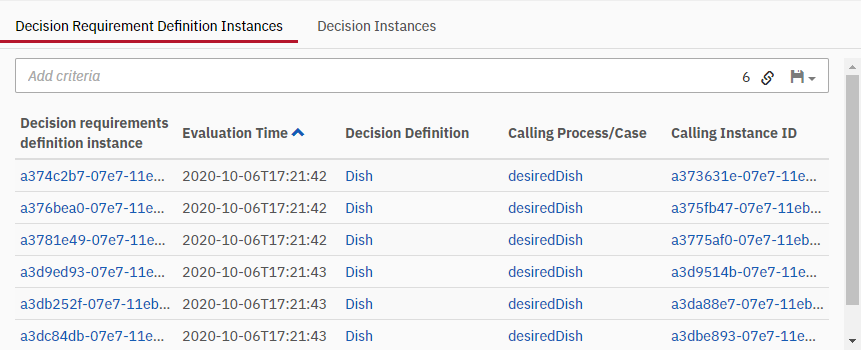 Decision Requirement Definition Instances Decision Instances
Add criteria 6
Decision requirements definition instance Evaluation Time Decision Definition Calling Process/Case Calling Instance ID
a374c2b7-07e7-11e... 2020-10-06T17:21:42 Dish desiredDish a373631e-07e7-11e...
a376bea0-07e7-11e... 2020-10-06T17:21:42 Dish desiredDish a375fb47-07e7-11eb...
a3781e49-07e7-11e... 2020-10-06T17:21:42 Dish desiredDish a3775af0-07e7-11eb...
a3d9ed93-07e7-11e... 2020-10-06T17:21:43 Dish desiredDish a3d9514b-07e7-11e...
a3db252f-07e7-11eb... 2020-10-06T17:21:43 Dish desiredDish a3da88e7-07e7-11eb...
a3dc84db-07e7-11e... 2020-10-06T17:21:43 Dish desiredDish a3dbe893-07e7-11e...